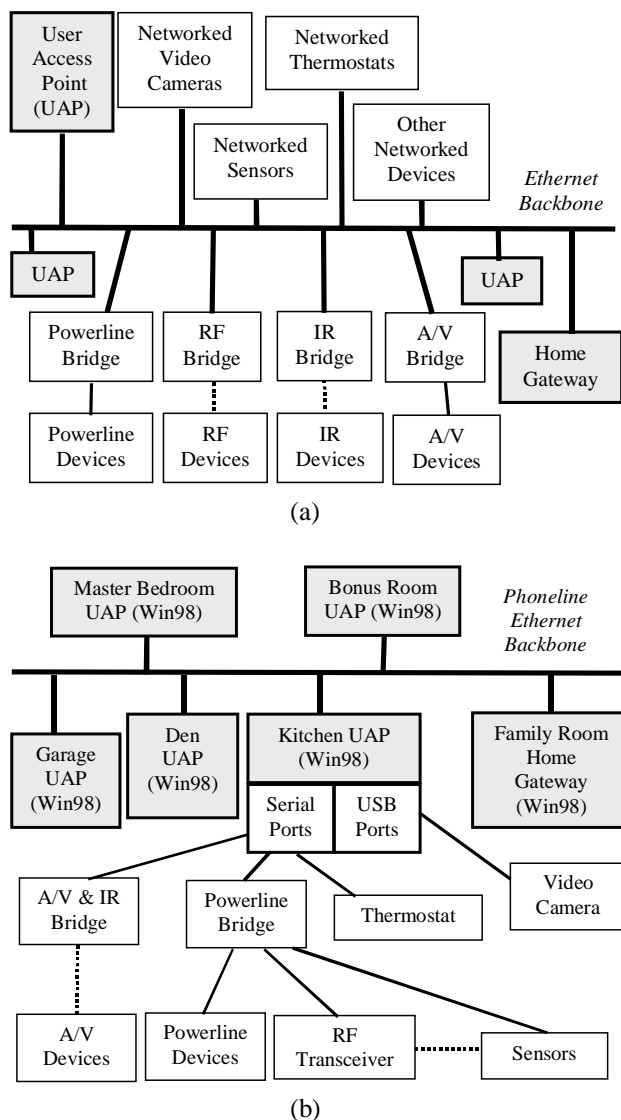 User
Access
Point
(UAP)
Networked
Video
Cameras
Networked
Thermostats
Networked
Sensors
Other
Networked
Devices
Ethernet
Backbone
UAP
UAP
Powerline
Bridge
RF
Bridge
IR
Bridge
A/V
Bridge
Home
Gateway
Powerline
Devices
RF
Devices
IR
Devices
A/V
Devices
(a)
Master Bedroom
UAP (Win98)
Bonus Room
UAP (Win98)
Phoneline
Ethernet
Backbone
Garage
UAP
(Win98)
Den
UAP
(Win98)
Kitchen UAP
(Win98)
Family Room
Home
Gateway
(Win98)
Serial
Ports
USB
Ports
A/V & IR
Bridge
Powerline
Bridge
Thermostat
Video
Camera
A/V
Devices
Powerline
Devices
RF
Transceiver
Sensors
(b)